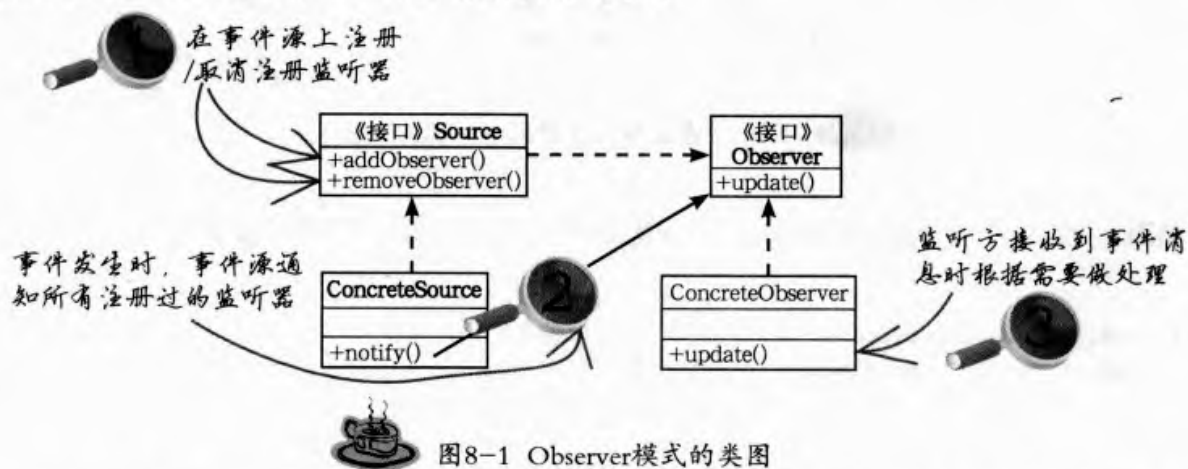 在事件源上注册
/取消注册监听器
《接口》Source
+addObserver()
+removeObserver()
《接口》
Observer
+update()
事件发生时，事件源通
知所有注册过的监听器
ConcreteSource
+notify()
2
ConcreteObserver
+update()
监听方接收到事件消
息时根据需要做处理
图8-1 Observer模式的类图